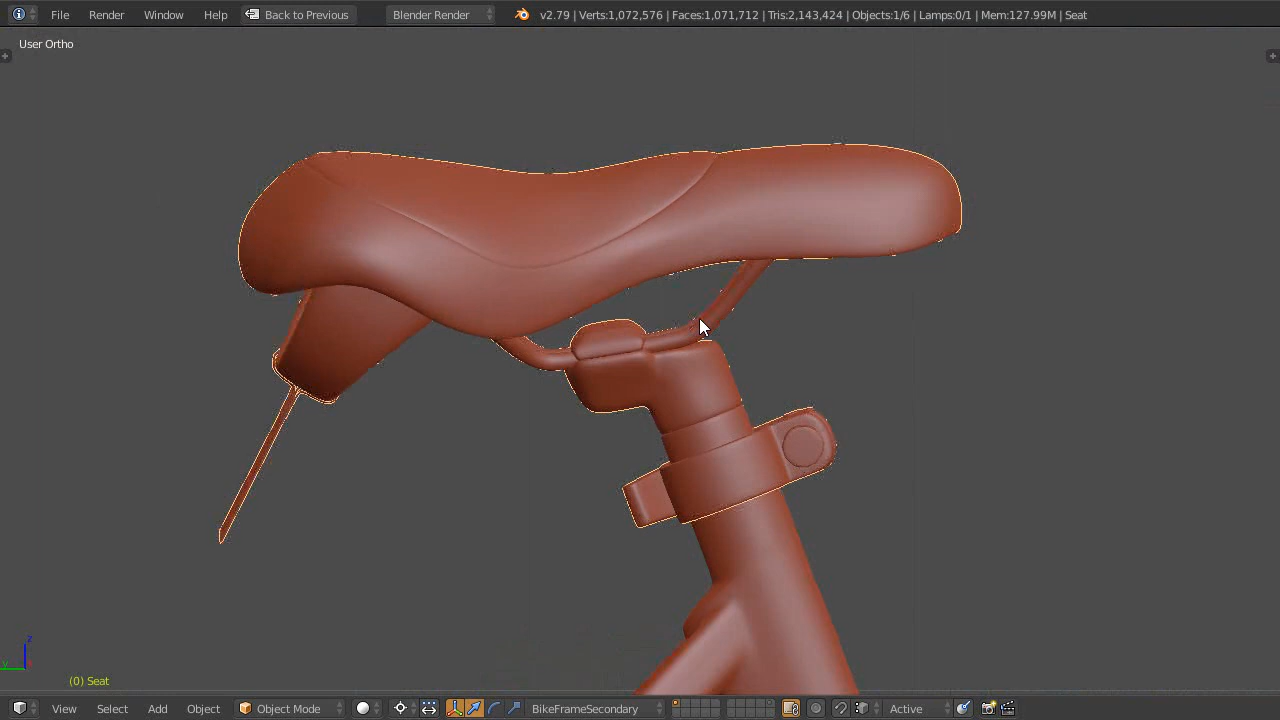 File Render Window Help Back to Previous Blender Render v2.79 | Verts:1,072,576 | Faces:1,071,712 | Tris:2,143,424 | Objects:1/6 | Lamps:0/1 | Mem:127.99M | Seat
User Ortho
z
y x
(0) Seat
View Select Add Object Object Mode BikeFrameSecondary Active